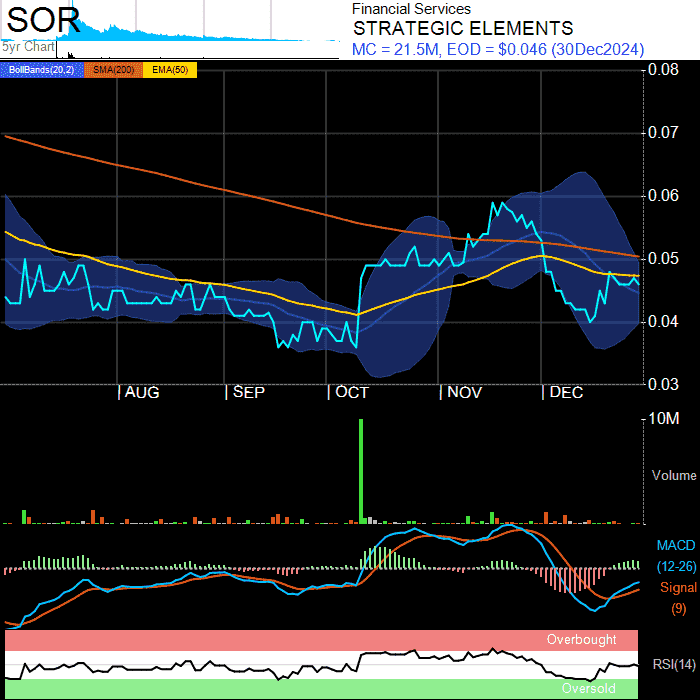 SOR
5yr Chart
Financial Services
STRATEGIC ELEMENTS
MC = 21.5M, EOD = $0.046 (30Dec2024)
BollBands(20,2) SMA(200) EMA(50)
0.08
0.07
0.06
0.05
0.04
0.03
AUG SEP OCT NOV DEC
10M
Volume
MACD
(12-26)
Signal
(9)
Overbought
RSI(14)
Oversold